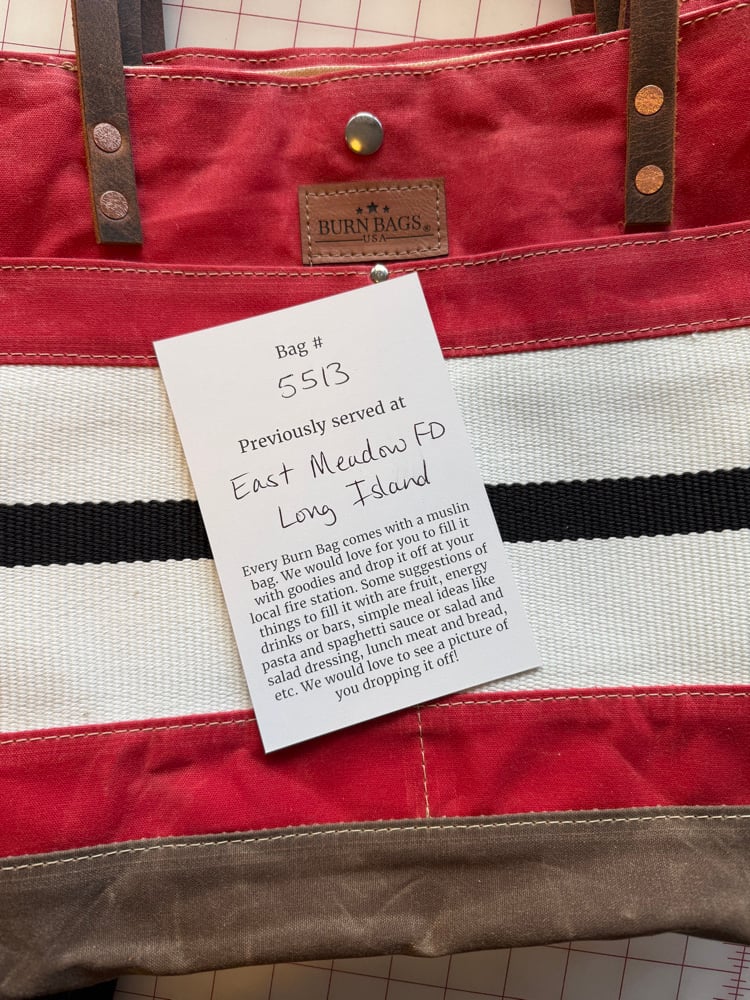 BURN BAGS®
USA
Bag #
5513
Previously served at
East Meadow FD
Long Island
Every Burn Bag comes with a muslin
bag. We would love for you to fill it
with goodies and drop it off at your
local fire station. Some suggestions of
things to fill it with are fruit, energy
drinks or bars, simple meal ideas like
pasta and spaghetti sauce or salad and
salad dressing, lunch meat and bread,
etc. We would love to see a picture of
you dropping it off!